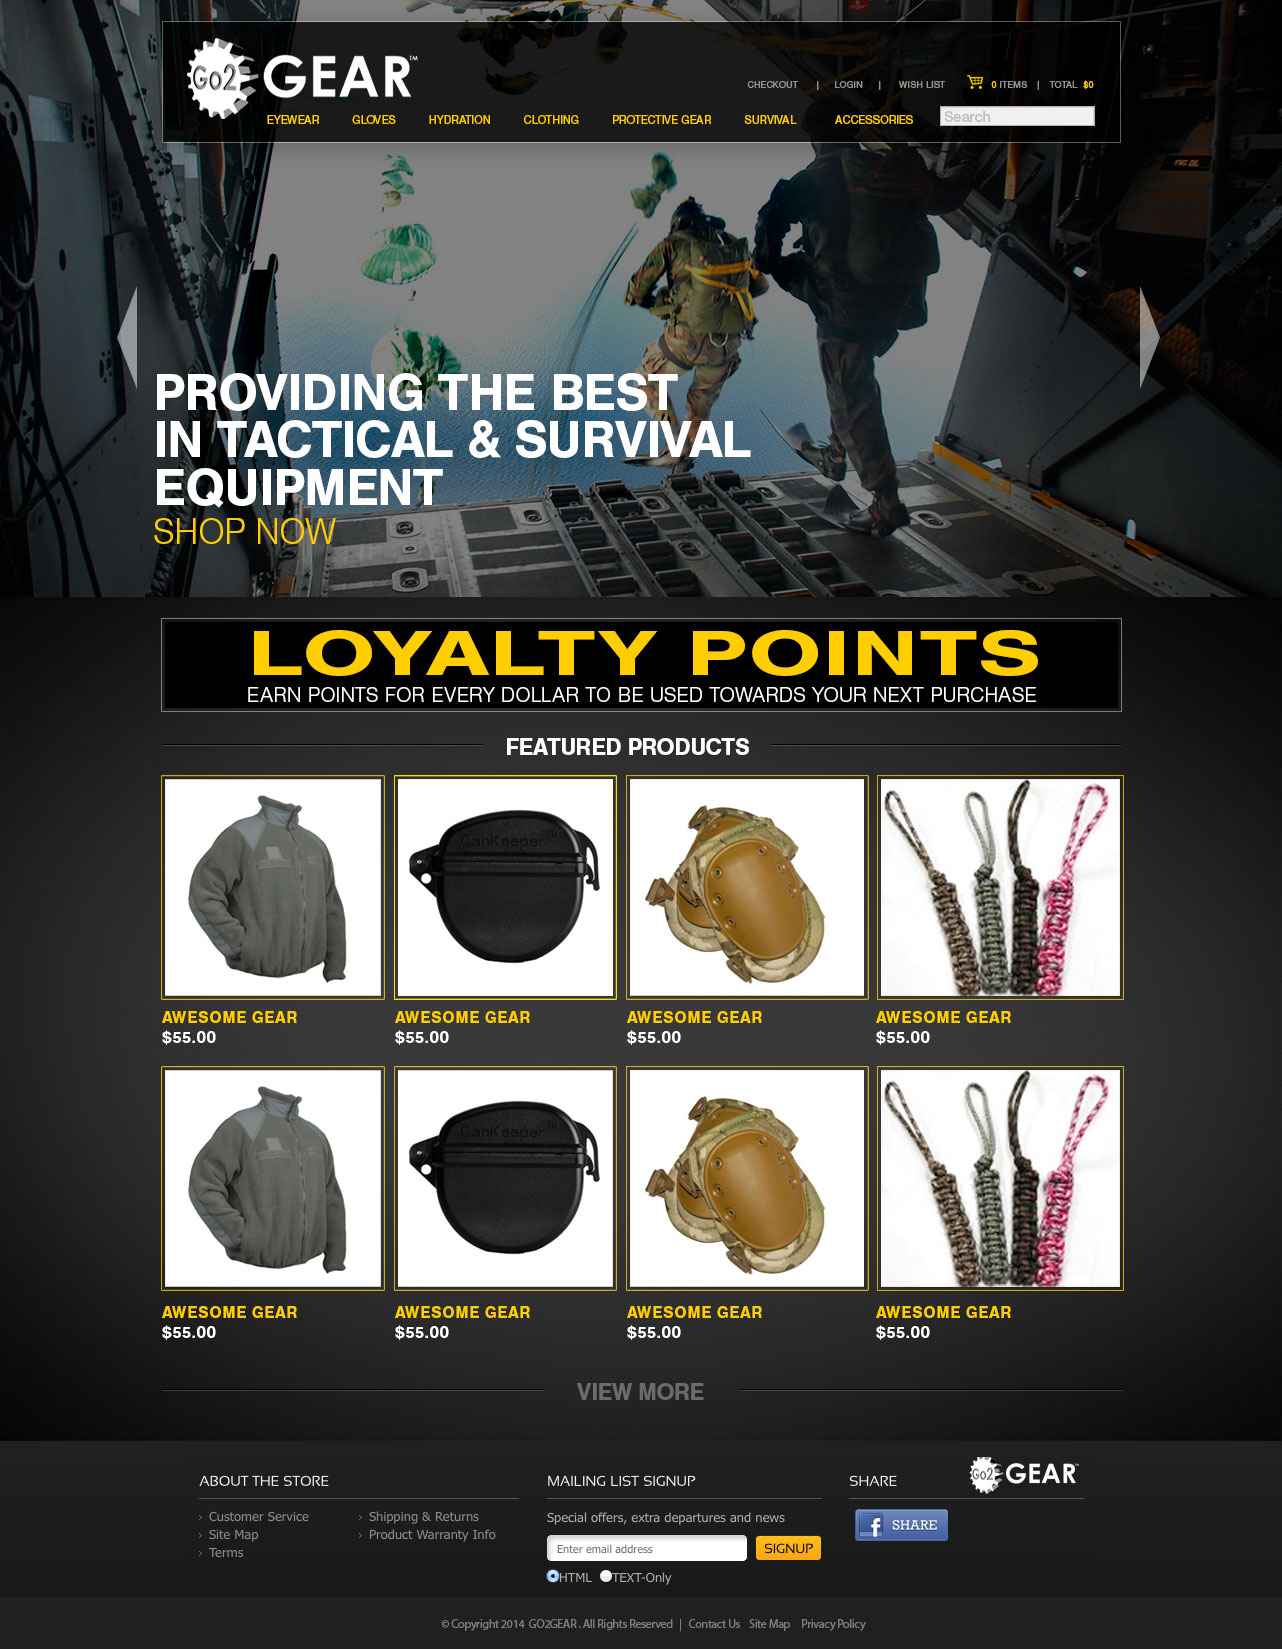 Go2 GEAR™
CHECKOUT | LOGIN | WISH LIST 0 ITEMS | TOTAL $0
EYEWEAR GLOVES HYDRATION CLOTHING PROTECTIVE GEAR SURVIVAL ACCESSORIES Search
PROVIDING THE BEST
IN TACTICAL & SURVIVAL
EQUIPMENT
SHOP NOW
LOYALTY POINTS
EARN POINTS FOR EVERY DOLLAR TO BE USED TOWARDS YOUR NEXT PURCHASE
FEATURED PRODUCTS
CanKeeper
AWESOME GEAR AWESOME GEAR AWESOME GEAR AWESOME GEAR
$55.00 $55.00 $55.00 $55.00
CanKeeper
AWESOME GEAR AWESOME GEAR AWESOME GEAR AWESOME GEAR
$55.00 $55.00 $55.00 $55.00
VIEW MORE
Go2 GEAR™
ABOUT THE STORE MAILING LIST SIGNUP SHARE
Customer Service Shipping & Returns Special offers, extra departures and news f SHARE
Site Map Product Warranty Info
Terms Enter email address SIGNUP
HTML TEXT-Only
© Copyright 2014 GO2GEAR . All Rights Reserved | Contact Us Site Map Privacy Policy